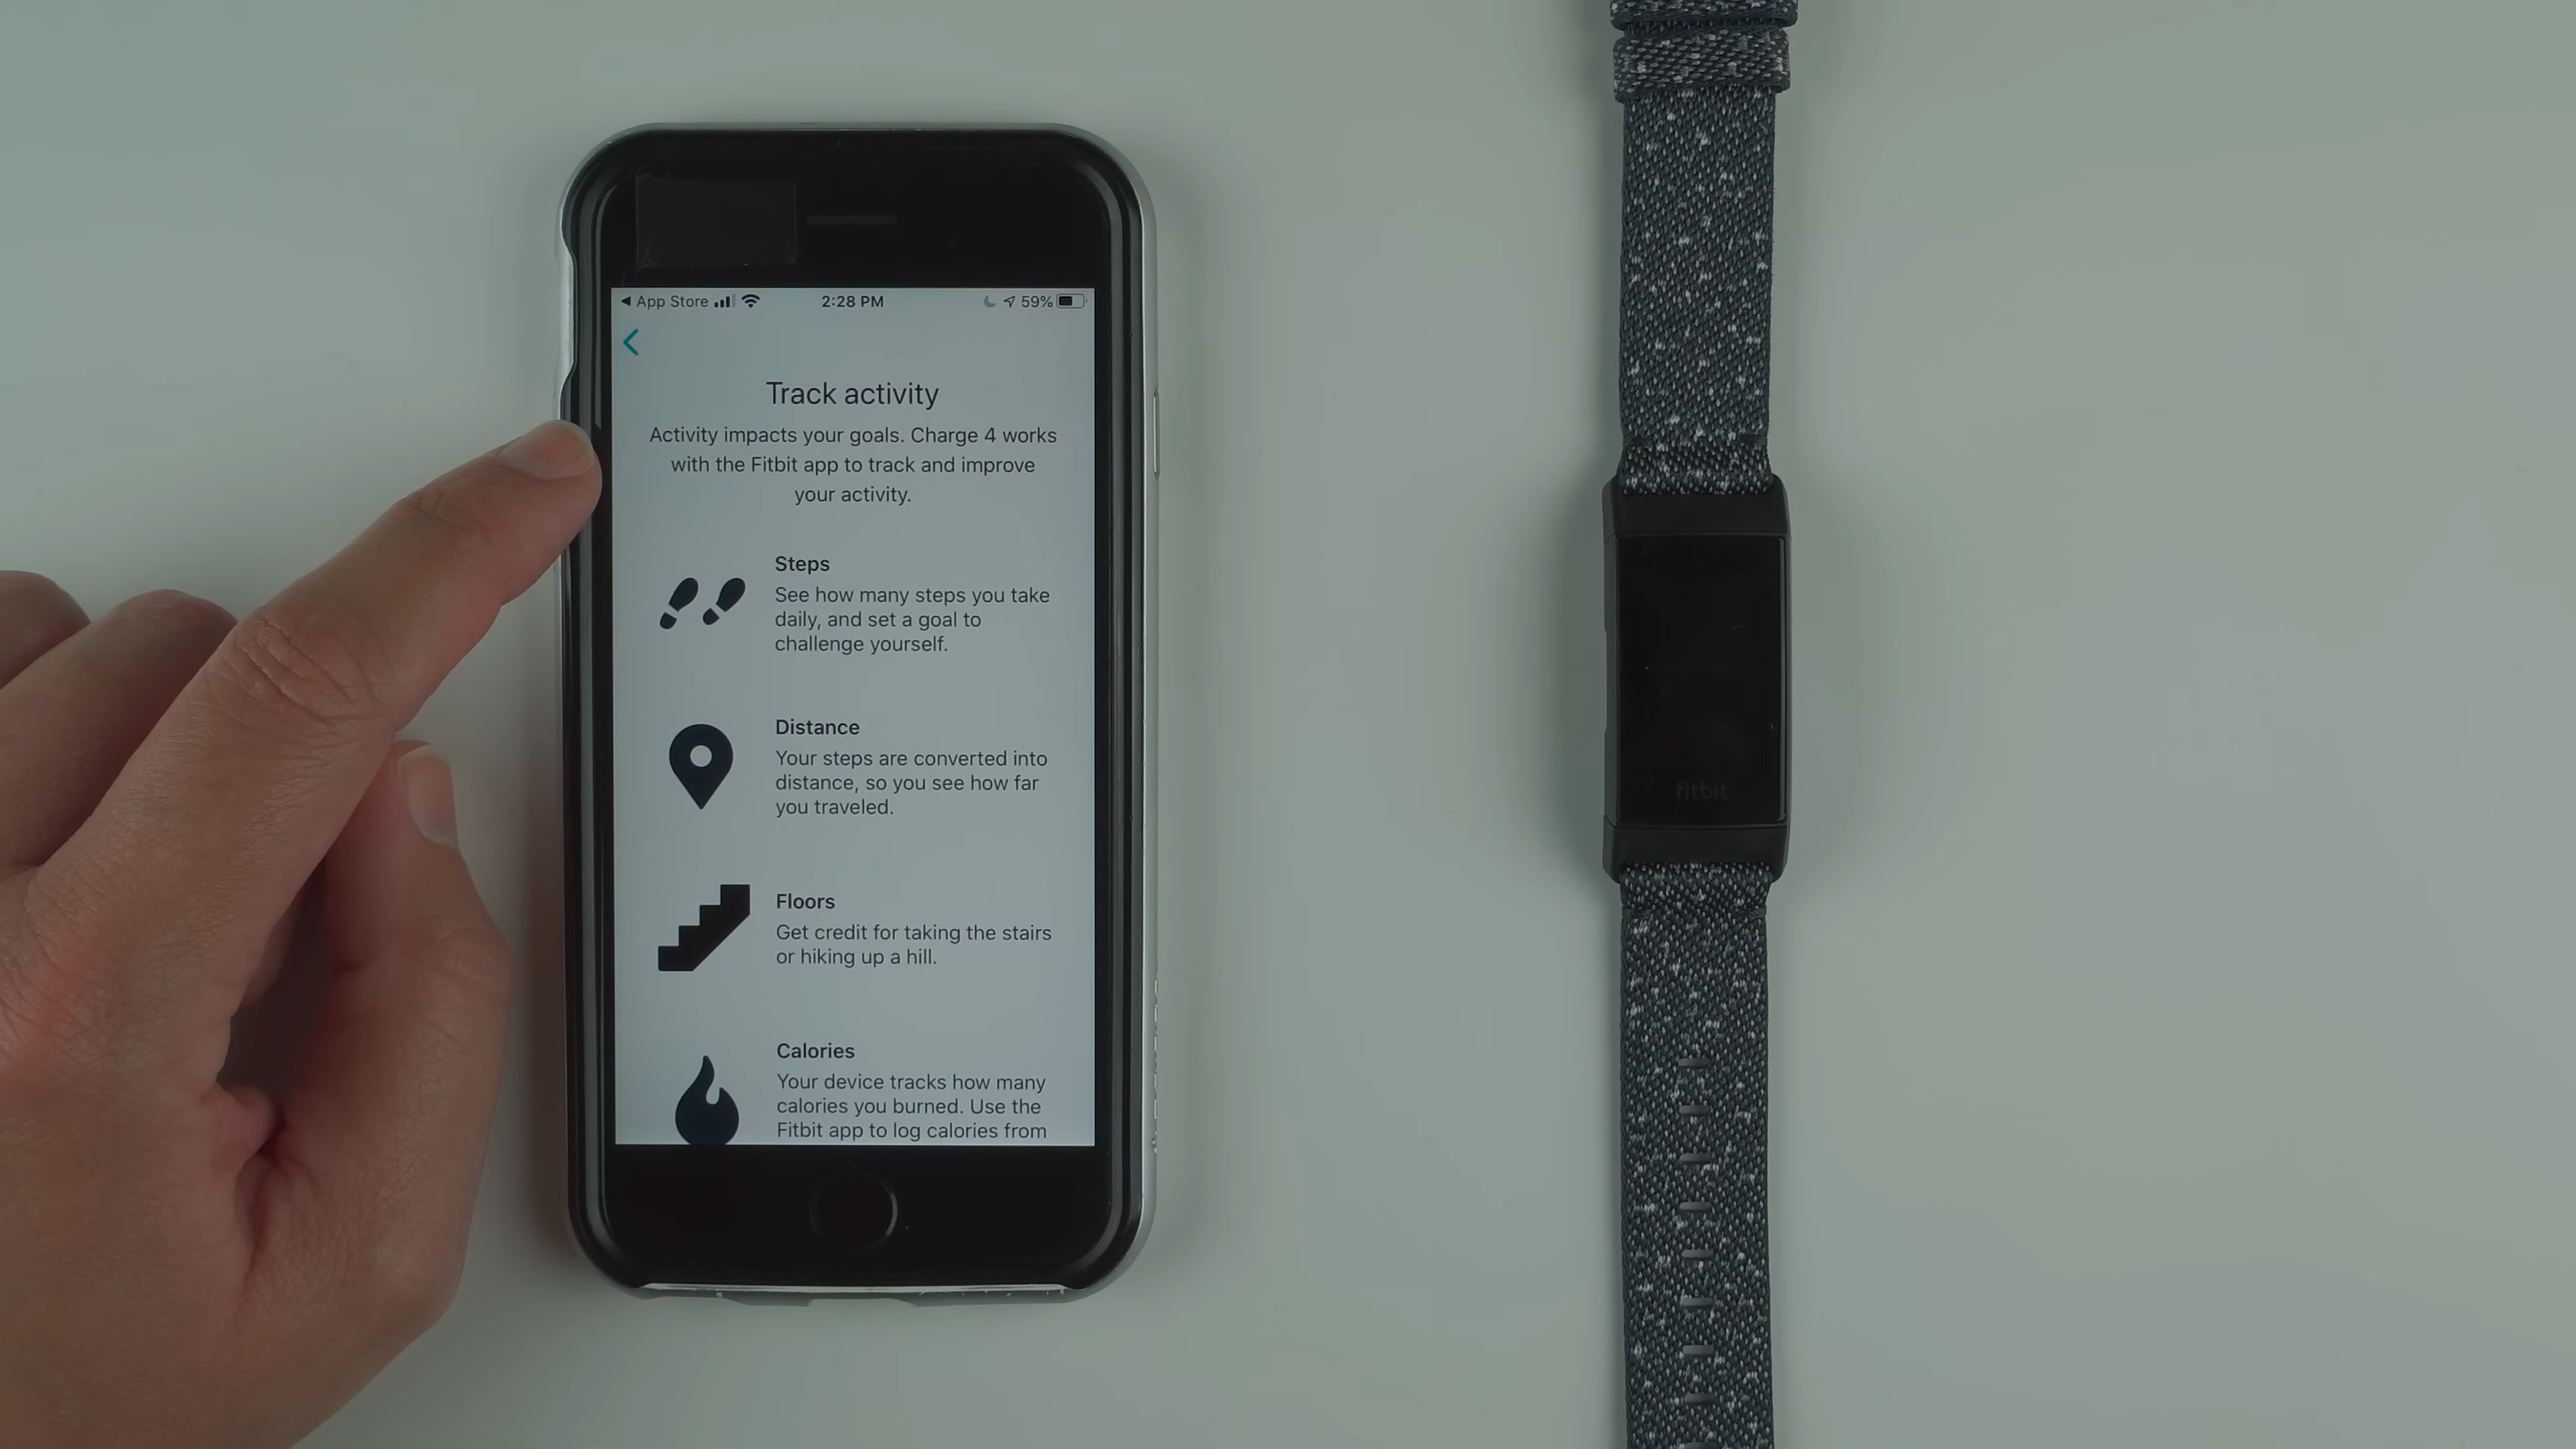 ◀ App Store 2:28 PM 59%
Track activity
Activity impacts your goals. Charge 4 works
with the Fitbit app to track and improve
your activity.
Steps
See how many steps you take
daily, and set a goal to
challenge yourself.
Distance
Your steps are converted into
distance, so you see how far
you traveled.
Floors
Get credit for taking the stairs
or hiking up a hill.
Calories
Your device tracks how many
calories you burned. Use the
Fitbit app to log calories from
fitbit